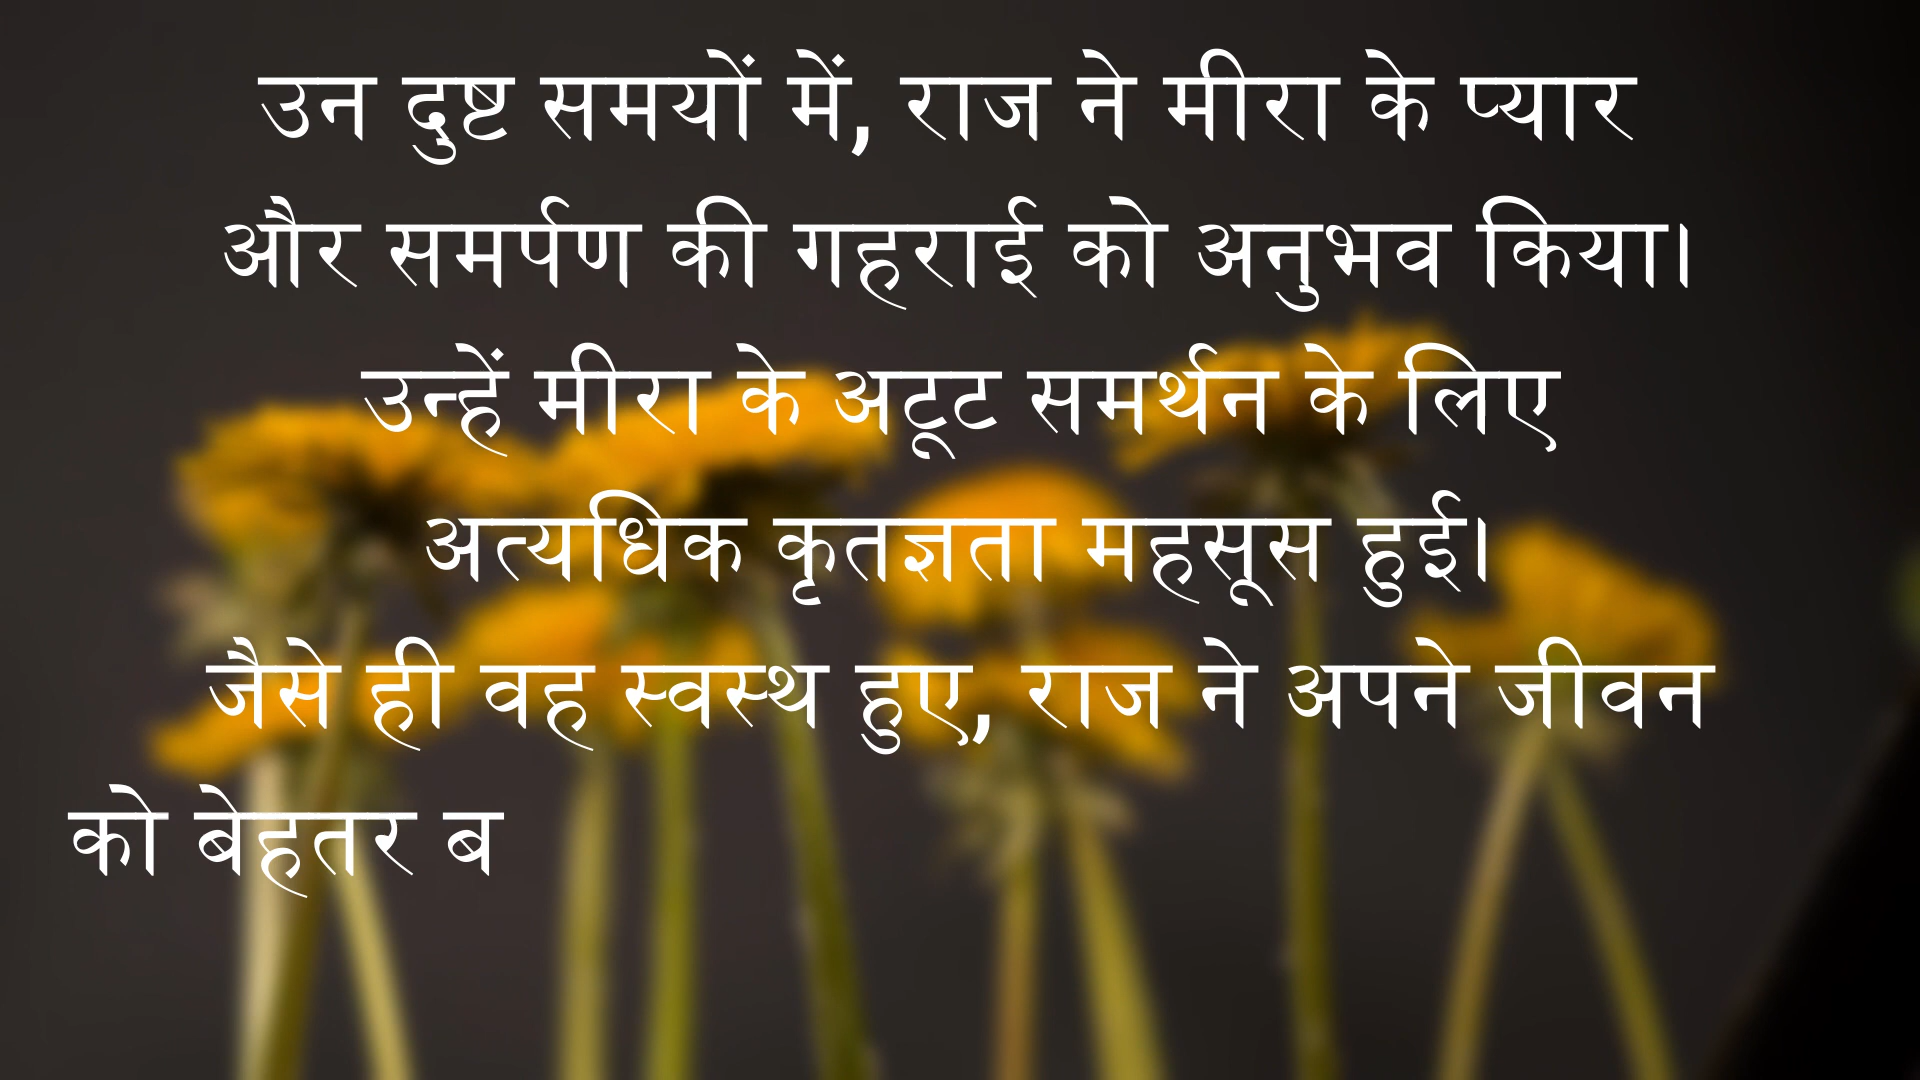 उन दुष्ट समयों में, राज ने मीरा के प्यार
और समर्पण की गहराई को अनुभव किया।
उन्हें मीरा के अटूट समर्थन के लिए
अत्यधिक कृतज्ञता महसूस हुई।
जैसे ही वह स्वस्थ हुए, राज ने अपने जीवन
को बेहतर ब